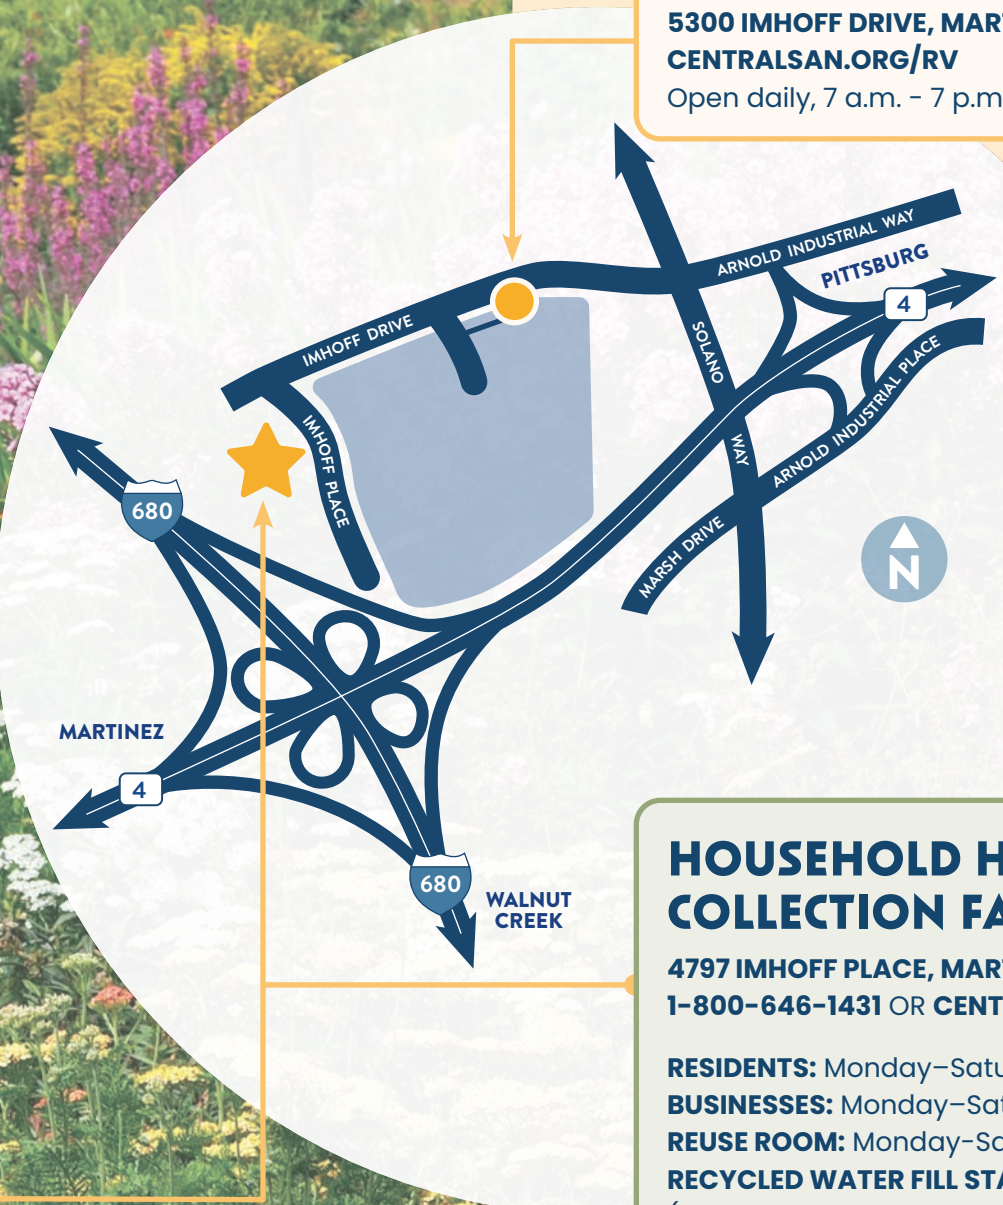 5300 IMHOFF DRIVE, MAR
CENTRALSAN.ORG/RV
Open daily, 7 a.m. - 7 p.m
ARNOLD INDUSTRIAL WAY
PITTSBURG
4
IMHOFF DRIVE
SOLANO
WAY
ARNOLD INDUSTRIAL PLACE
IMHOFF PLACE
680
MARSH DRIVE
N
MARTINEZ
4
680
WALNUT
CREEK
HOUSEHOLD H
COLLECTION FA
4797 IMHOFF PLACE, MAR
1-800-646-1431 OR CENT
RESIDENTS: Monday–Satu
BUSINESSES: Monday–Sat
REUSE ROOM: Monday-Sa
RECYCLED WATER FILL STA